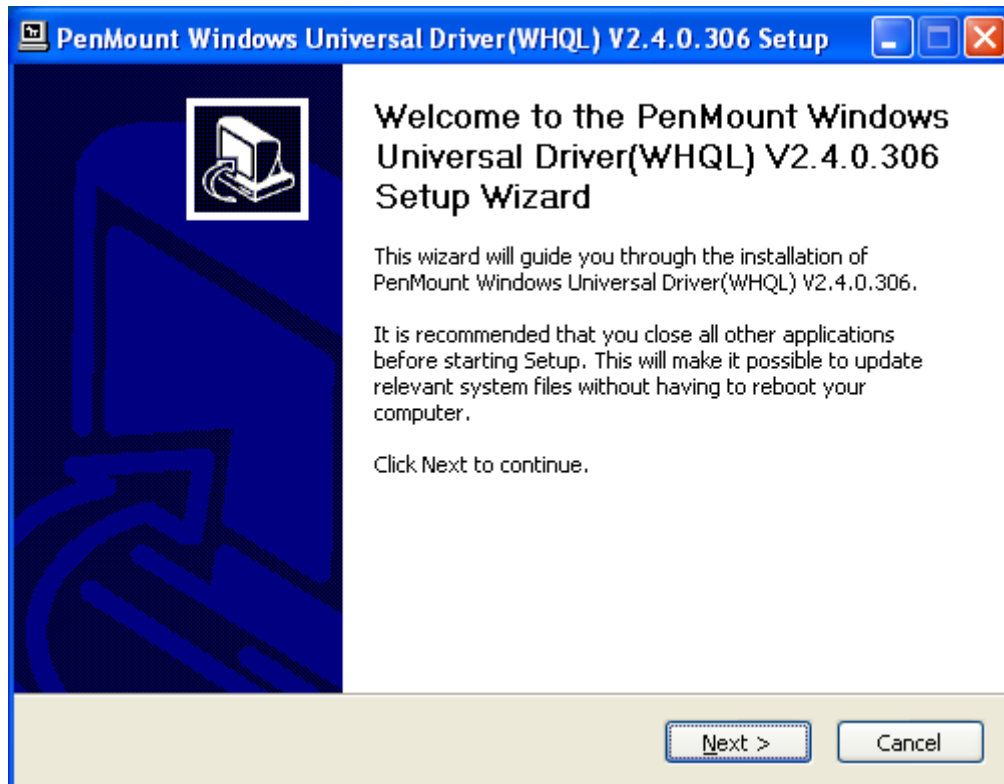 PenMount Windows Universal Driver(WHQL) V2.4.0.306 Setup
Welcome to the PenMount Windows
Universal Driver(WHQL) V2.4.0.306
Setup Wizard
This wizard will guide you through the installation of
PenMount Windows Universal Driver(WHQL) V2.4.0.306.
It is recommended that you close all other applications
before starting Setup. This will make it possible to update
relevant system files without having to reboot your
computer.
Click Next to continue.
Next >
Cancel